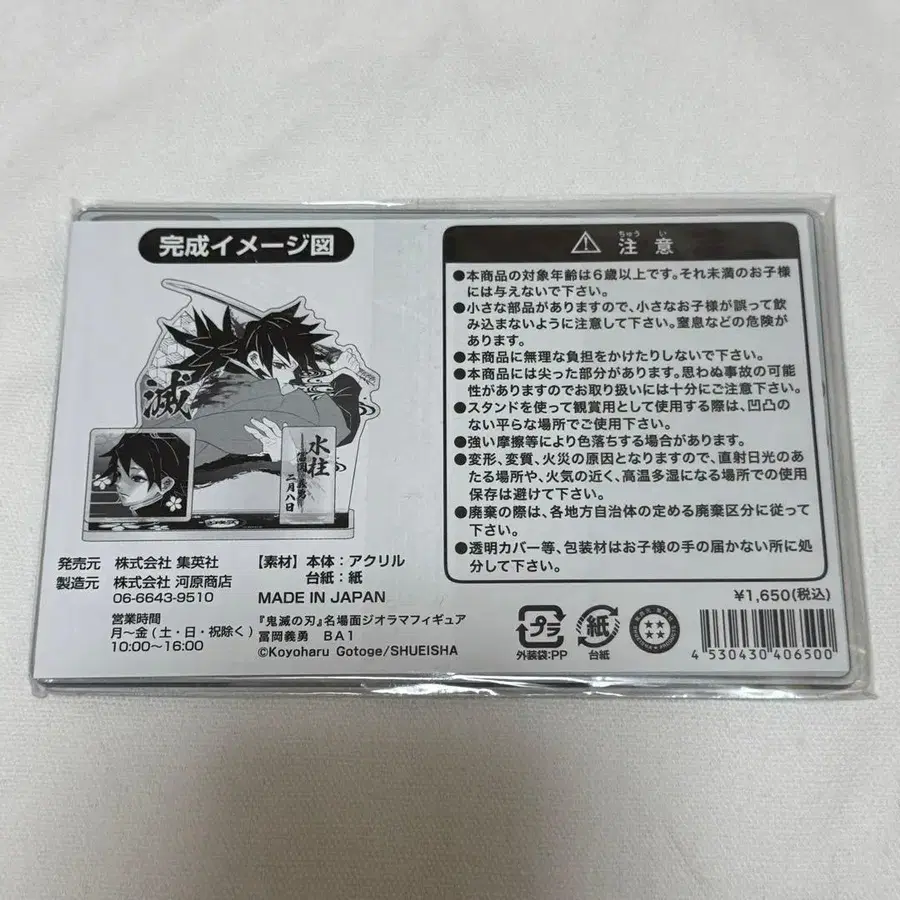 完成イメージ図
滅
水柱
冨岡義勇
二月八日
発売元 株式会社 集英社
製造元 株式会社 河原商店
06-6643-9510
営業時間
月～金(土・日・祝除く)
10:00～16:00
【素材】本体:アクリル
台紙:紙
MADE IN JAPAN
『鬼滅の刃』名場面ジオラマフィギュア
冨岡義勇 BA1
©Koyoharu Gotoge/SHUEISHA
ちゅう い
注意
●本商品の対象年齢は6歳以上です。それ未満のお子様
には与えないで下さい。
●小さな部品がありますので、小さなお子様が誤って飲
み込まないように注意して下さい。窒息などの危険が
あります。
●本商品に無理な負担をかけたりしないで下さい。
●本商品には尖った部分があります。思わぬ事故の可能
性がありますのでお取り扱いには十分にご注意下さい。
●スタンドを使って観賞用として使用する際は、凹凸の
ない平らな場所でご使用下さい。
●強い摩擦等により色落ちする場合があります。
●変形、変質、火災の原因となりますので、直射日光のあ
たる場所や、火気の近く、高温多湿になる場所での使用
保存は避けて下さい。
●廃棄の際は、各地方自治体の定める廃棄区分に従って
下さい。
●透明カバー等、包装材はお子様の手の届かない所に処
分して下さい。
¥1,650(税込)
プラ
外装袋:PP
紙
台紙
4 530430 406500